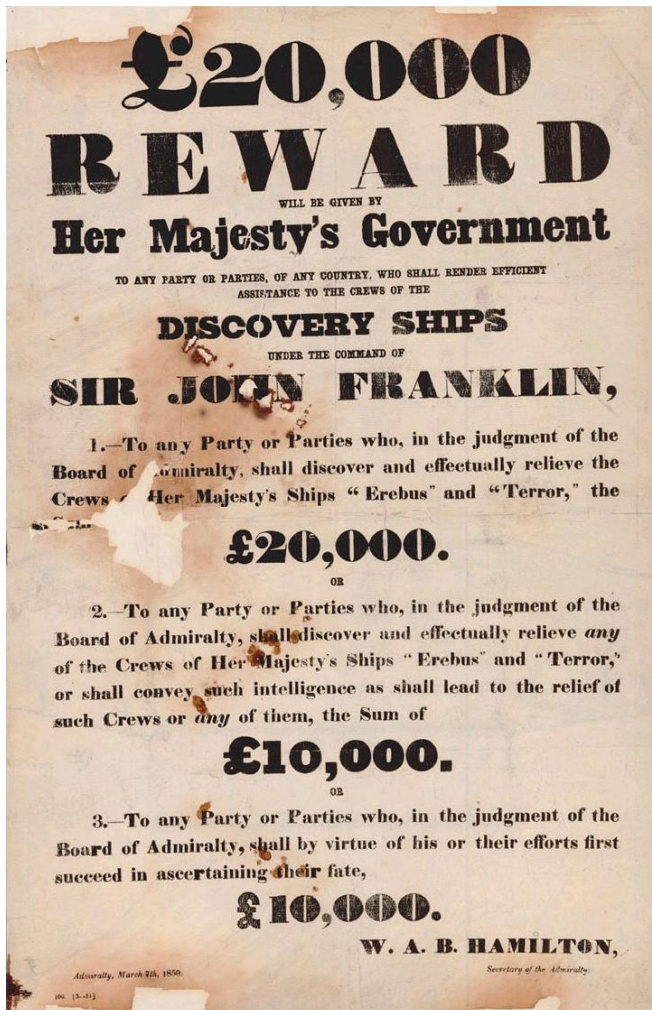 £20,000
REWARD
WILL BE GIVEN BY
Her Majesty's Government
TO ANY PARTY OR PARTIES, OF ANY COUNTRY, WHO SHALL RENDER EFFICIENT
ASSISTANCE TO THE CREWS OF THE
DISCOVERY SHIPS
UNDER THE COMMAND OF
SIR JOHN FRANKLIN,
1.—To any Party or Parties who, in the judgment of the
Board of Admiralty, shall discover and effectually relieve the
Crews Her Majesty's Ships "Erebus" and "Terror," the
£20,000.
OR
2.—To any Party or Parties who, in the judgment of the
Board of Admiralty, shall discover and effectually relieve any
of the Crews of Her Majesty's Ships "Erebus" and "Terror,"
or shall convey such intelligence as shall lead to the relief of
such Crews or any of them, the Sum of
£10,000.
OR
3.—To any Party or Parties who, in the judgment of the
Board of Admiralty, shall by virtue of his or their efforts first
succeed in ascertaining their fate,
£10,000.
W. A. B. HAMILTON,
Admiralty, March 1850.
Secretary of the Admiralty.